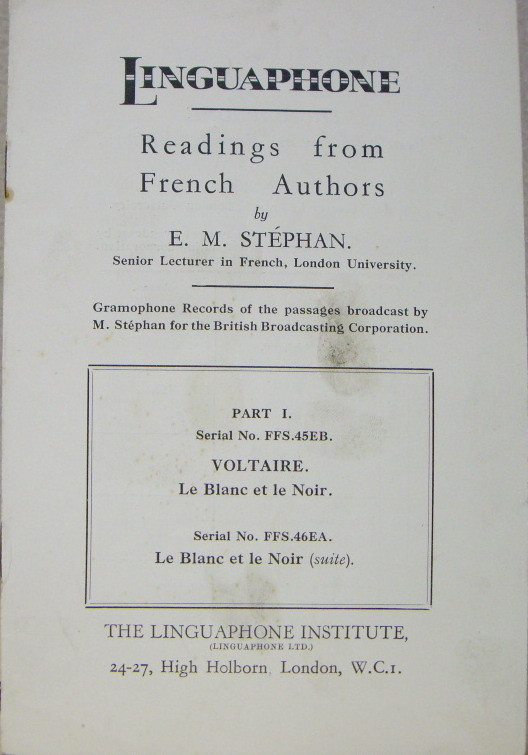 LINGUAPHONE
Readings from
French Authors
by
E. M. STÉPHAN.
Senior Lecturer in French, London University.
Gramophone Records of the passages broadcast by
M. Stéphan for the British Broadcasting Corporation.
PART I.
Serial No. FFS.45EB.
VOLTAIRE.
Le Blanc et le Noir.
Serial No. FFS.46EA.
Le Blanc et le Noir (suite).
THE LINGUAPHONE INSTITUTE,
(LINGUAPHONE LTD.)
24-27, High Holborn, London, W.C.1.